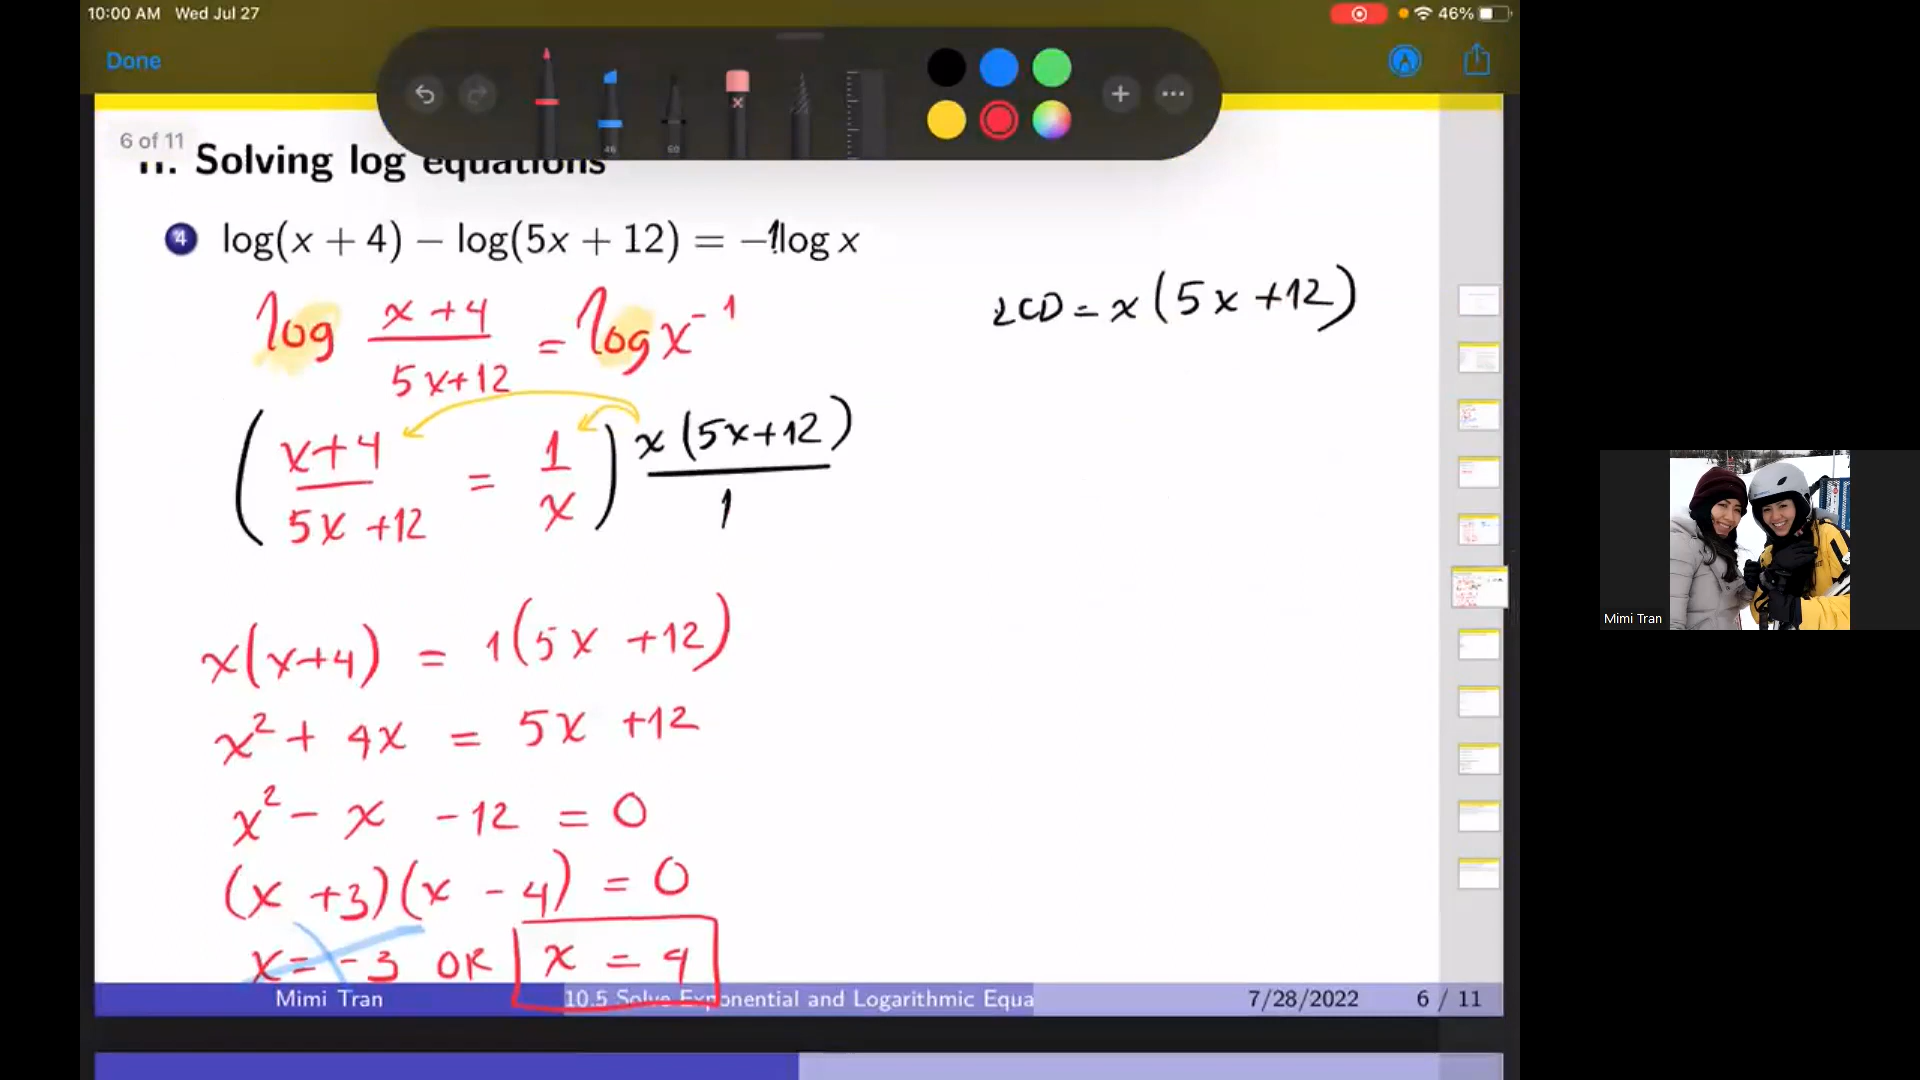 10:00 AM Wed Jul 27
46%
Done
6 of 11
II. Solving log equations
4 log(x + 4) − log(5x + 12) = −1log x
log x+4 / 5x+12 = log x⁻¹
LCD = x(5x+12)
(x+4 / 5x+12 = 1 / x) x(5x+12) / 1
x(x+4) = 1(5x+12)
x² + 4x = 5x +12
x² − x −12 = 0
(x +3)(x − 4) = 0
x = −3 OR x = 4
Mimi Tran 10.5 Solve Exponential and Logarithmic Equa 7/28/2022 6 / 11
Mimi Tran